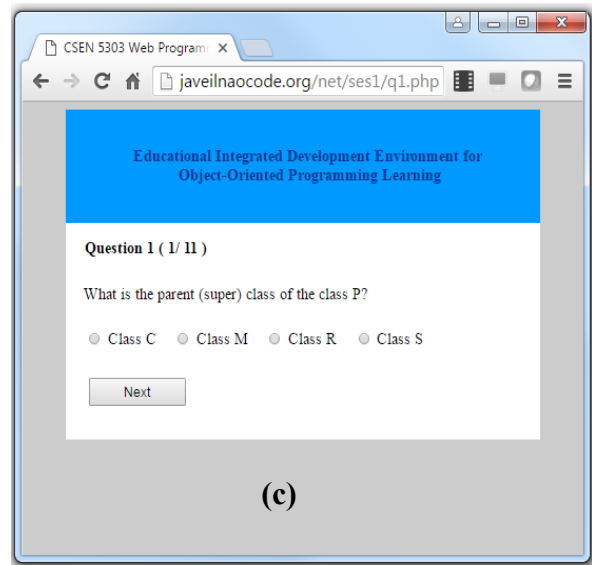 CSEN 5303 Web Program
javeilnaocode.org/net/ses1/q1.php
Educational Integrated Development Environment for
Object-Oriented Programming Learning
Question 1 ( 1/ 11 )
What is the parent (super) class of the class P?
Class C Class M Class R Class S
Next
(c)